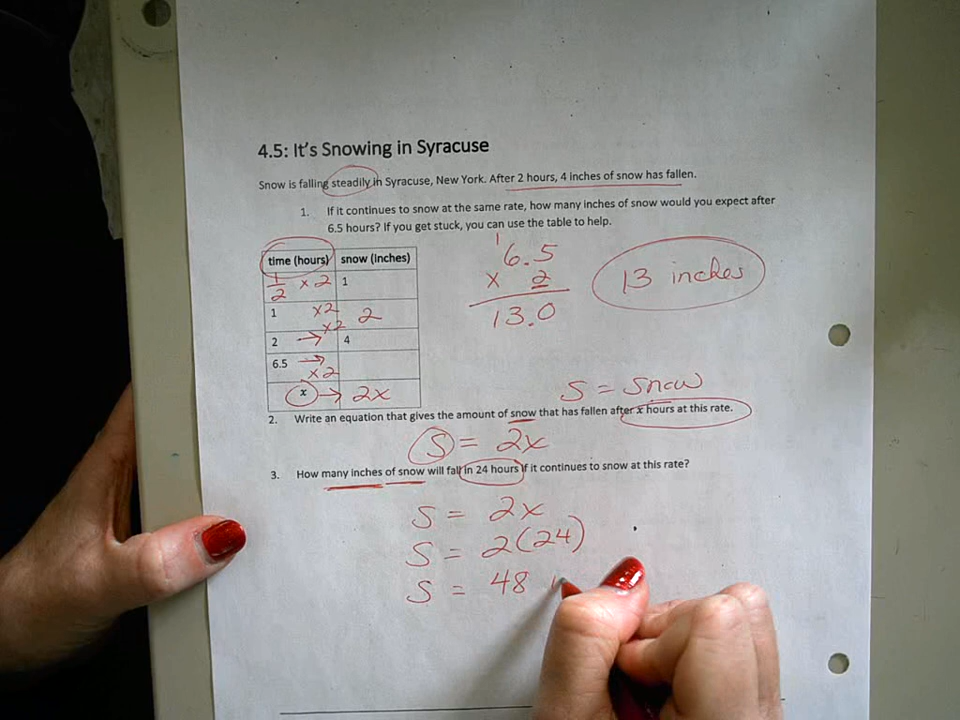 4.5: It's Snowing in Syracuse
Snow is falling steadily in Syracuse, New York. After 2 hours, 4 inches of snow has fallen.
1. If it continues to snow at the same rate, how many inches of snow would you expect after
6.5 hours? If you get stuck, you can use the table to help.
time (hours) snow (inches)
1/2 x2 1
1 x2 2
2 → x2 4
6.5 → x2
x → 2x
1
6.5
x 2
13.0
13 inches
S = Snow
2. Write an equation that gives the amount of snow that has fallen after x hours at this rate.
S = 2x
3. How many inches of snow will fall in 24 hours if it continues to snow at this rate?
S = 2x
S = 2(24)
S = 48